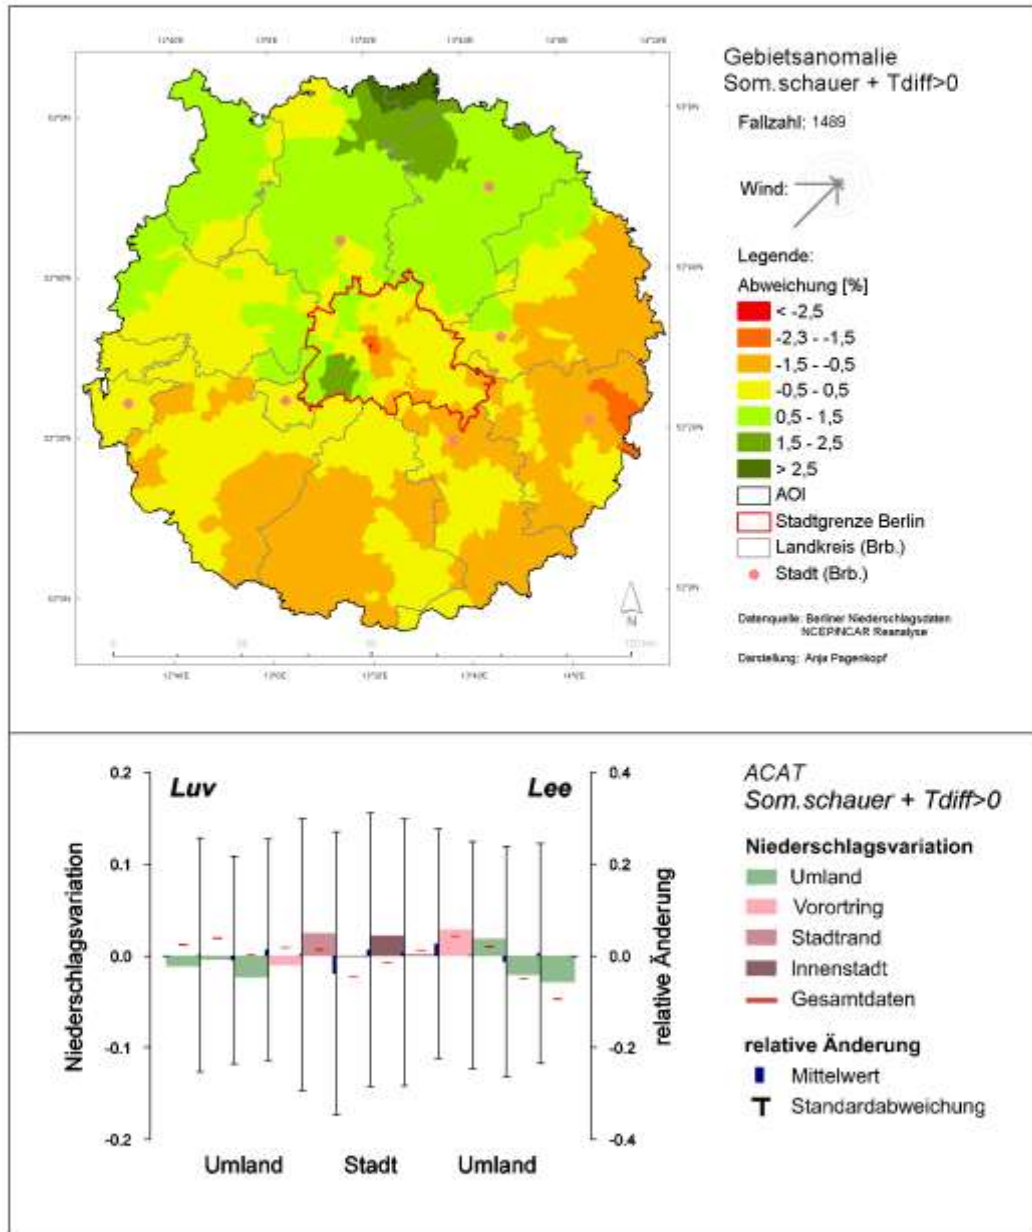 Gebietsanomalie
Som.schauer + Tdiff>0
Fallzahl: 1489
Wind:
Legende:
Abweichung [%]
< -2,5
-2,3 - -1,5
-1,5 - -0,5
-0,5 - 0,5
0,5 - 1,5
1,5 - 2,5
> 2,5
AOI
Stadtgrenze Berlin
Landkreis (Brb.)
Stadt (Brb.)
N
Datenquelle: Berliner Niederschlagsdaten
NCEP/NCAR Reanalyse
Darstellung: Anja Pagenkopf
0.2
0.1
0.0
-0.1
-0.2
Niederschlagsvariation
Luv
Lee
0.4
0.2
0.0
-0.2
-0.4
relative Änderung
Umland
Stadt
Umland
ACAT
Som.schauer + Tdiff>0
Niederschlagsvariation
Umland
Vorortring
Stadtrand
Innenstadt
Gesamtdaten
relative Änderung
Mittelwert
Standardabweichung